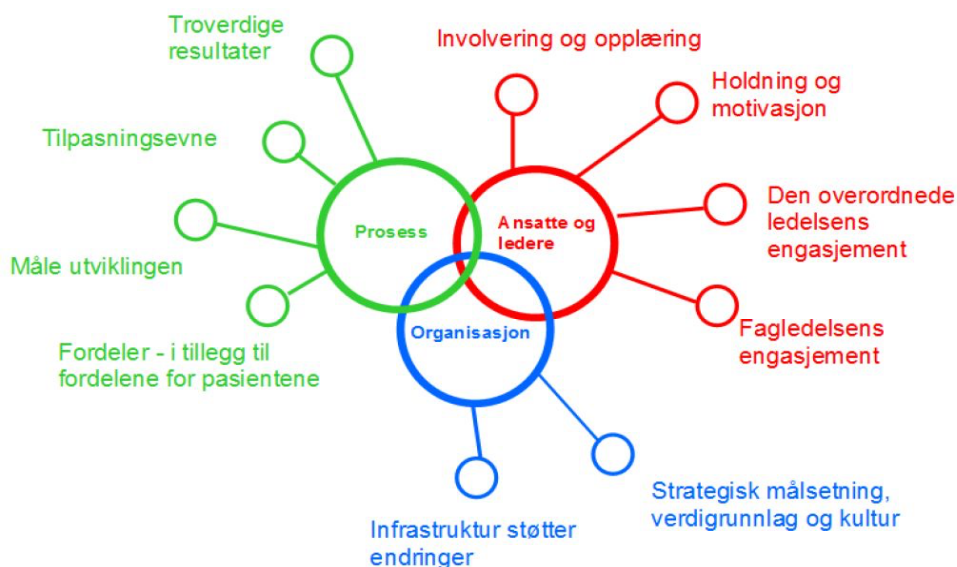 Troverdige
resultater
Involvering og opplæring
Holdning og
motivasjon
Tilpasningsevne
Den overordnede
ledelsens
engasjement
Prosess
Ansatte og
ledere
Måle utviklingen
Fagledelsens
engasjement
Organisasjon
Fordeler - i tillegg til
fordelene for pasientene
Strategisk målsetning,
verdigrunnlag og kultur
Infrastruktur støtter
endringer